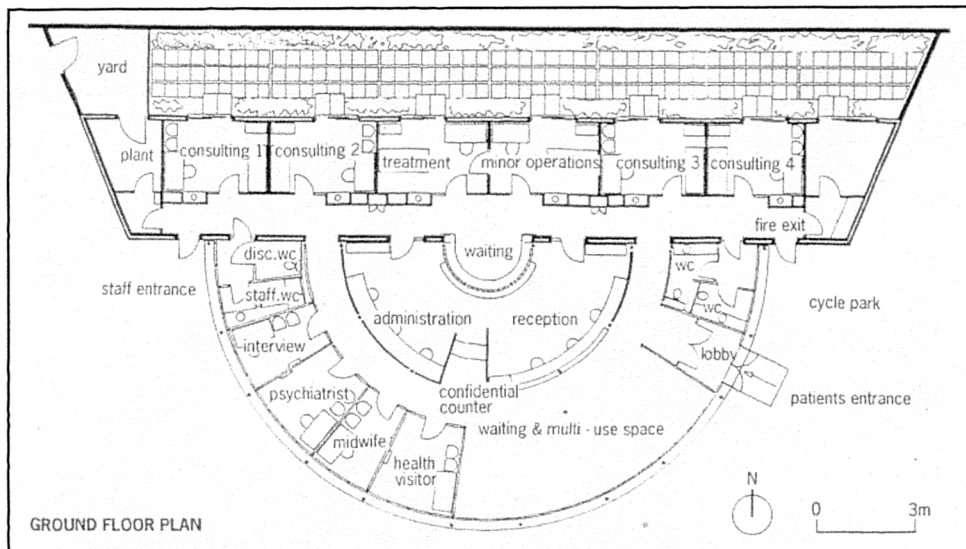 yard
plant
consulting 1
consulting 2
treatment
minor operations
consulting 3
consulting 4
fire exit
disc.wc
waiting
wc
staff entrance
staff.wc
wc
cycle park
administration
reception
interview
lobby
psychiatrist
confidential
counter
patients entrance
midwife
waiting & multi - use space
health
visitor
N
GROUND FLOOR PLAN
0 3m